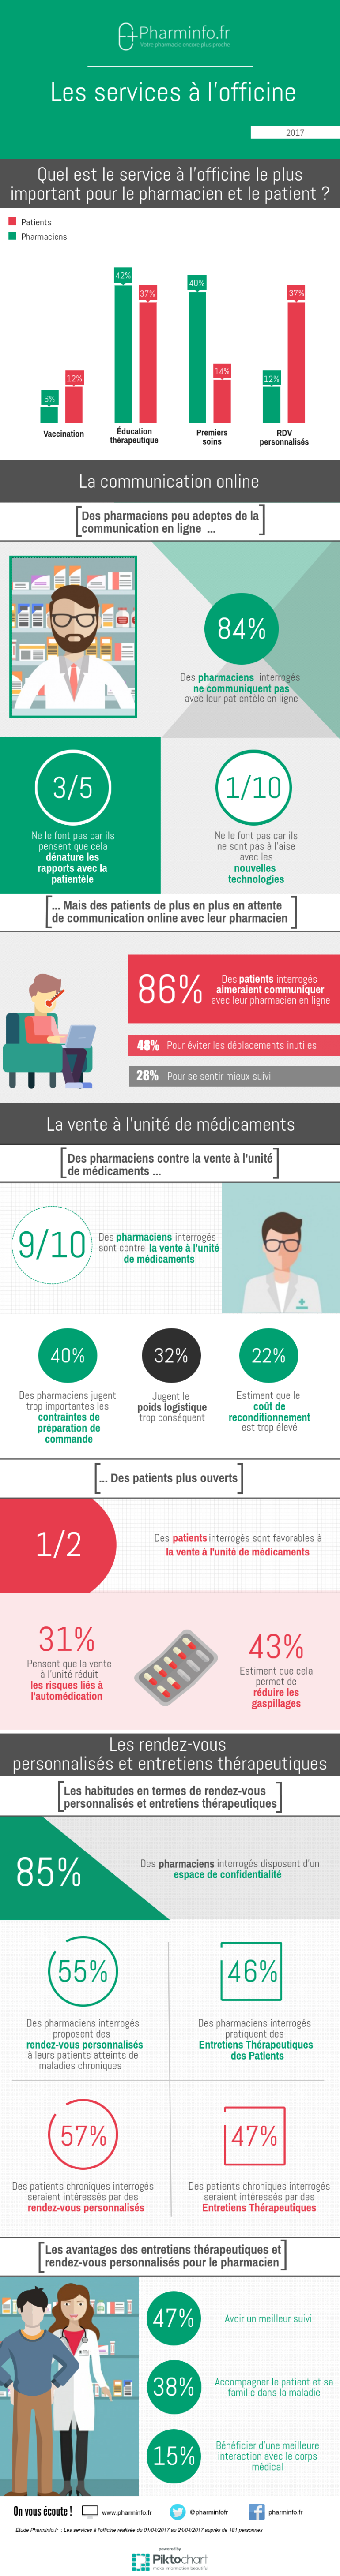 Pharminfo.fr
Votre pharmacie encore plus proche
Les services à l'officine
2017
Quel est le service à l'officine le plus
important pour le pharmacien et le patient ?
Patients
Pharmaciens
6%
12%
42%
37%
40%
14%
12%
37%
Vaccination
Éducation
thérapeutique
Premiers
soins
RDV
personnalisés
La communication online
Des pharmaciens peu adeptes de la
communication en ligne ...
84%
Des pharmaciens interrogés
ne communiquent pas
avec leur patientèle en ligne
3/5
Ne le font pas car ils
pensent que cela
dénature les
rapports avec la
patientèle
1/10
Ne le font pas car ils
ne sont pas à l'aise
avec les
nouvelles
technologies
... Mais des patients de plus en plus en attente
de communication online avec leur pharmacien
86%
Des patients interrogés
aimeraient communiquer
avec leur pharmacien en ligne
48% Pour éviter les déplacements inutiles
28% Pour se sentir mieux suivi
La vente à l'unité de médicaments
Des pharmaciens contre la vente à l'unité
de médicaments ...
9/10
Des pharmaciens interrogés
sont contre la vente à l'unité
de médicaments
40%
Des pharmaciens jugent
trop importantes les
contraintes de
préparation de
commande
32%
Jugent le
poids logistique
trop conséquent
22%
Estiment que le
coût de
reconditionnement
est trop élevé
... Des patients plus ouverts
1/2
Des patients interrogés sont favorables à
la vente à l'unité de médicaments
31%
Pensent que la vente
à l'unité réduit
les risques liés à
l'automédication
43%
Estiment que cela
permet de
réduire les
gaspillages
Les rendez-vous
personnalisés et entretiens thérapeutiques
Les habitudes en termes de rendez-vous
personnalisés et entretiens thérapeutiques
85%
Des pharmaciens interrogés disposent d'un
espace de confidentialité
55%
Des pharmaciens interrogés
proposent des
rendez-vous personnalisés
à leurs patients atteints de
maladies chroniques
46%
Des pharmaciens interrogés
pratiquent des
Entretiens Thérapeutiques
des Patients
57%
Des patients chroniques interrogés
seraient intéressés par des
rendez-vous personnalisés
47%
Des patients chroniques interrogés
seraient intéressés par des
Entretiens Thérapeutiques
Les avantages des entretiens thérapeutiques et
rendez-vous personnalisés pour le pharmacien
47%
Avoir un meilleur suivi
38%
Accompagner le patient et sa
famille dans la maladie
15%
Bénéficier d'une meilleure
interaction avec le corps
médical
On vous écoute !
www.pharminfo.fr
@pharminfofr
pharminfo.fr
Etude Pharminfo.fr : Les services à l'officine réalisée du 01/04/2017 au 24/04/2017 auprès de 181 personnes
powered by
Piktochart
make information beautiful